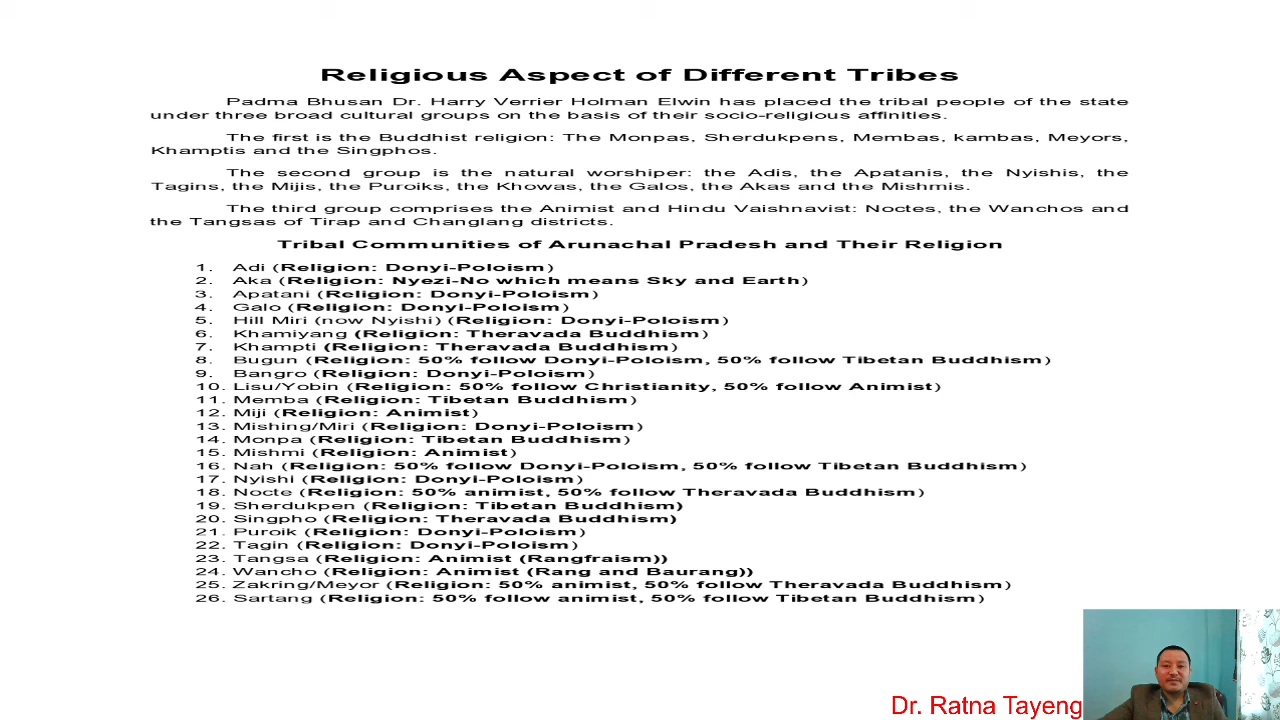 Religious Aspect of Different Tribes
Padma Bhusan Dr. Harry Verrier Holman Elwin has placed the tribal people of the state
under three broad cultural groups on the basis of their socio-religious affinities.
The first is the Buddhist religion: The Monpas, Sherdukpens, Membas, kambas, Meyors,
Khamptis and the Singphos.
The second group is the natural worshiper: the Adis, the Apatanis, the Nyishis, the
Tagins, the Mijis, the Puroiks, the Khowas, the Galos, the Akas and the Mishmis.
The third group comprises the Animist and Hindu Vaishnavist: Noctes, the Wanchos and
the Tangsas of Tirap and Changlang districts.
Tribal Communities of Arunachal Pradesh and Their Religion
1. Adi (Religion: Donyi-Poloism)
2. Aka (Religion: Nyezi-No which means Sky and Earth)
3. Apatani (Religion: Donyi-Poloism)
4. Galo (Religion: Donyi-Poloism)
5. Hill Miri (now Nyishi) (Religion: Donyi-Poloism)
6. Khamiyang (Religion: Theravada Buddhism)
7. Khampti (Religion: Theravada Buddhism)
8. Bugun (Religion: 50% follow Donyi-Poloism, 50% follow Tibetan Buddhism)
9. Bangro (Religion: Donyi-Poloism)
10. Lisu/Yobin (Religion: 50% follow Christianity, 50% follow Animist)
11. Memba (Religion: Tibetan Buddhism)
12. Miji (Religion: Animist)
13. Mishing/Miri (Religion: Donyi-Poloism)
14. Monpa (Religion: Tibetan Buddhism)
15. Mishmi (Religion: Animist)
16. Nah (Religion: 50% follow Donyi-Poloism, 50% follow Tibetan Buddhism)
17. Nyishi (Religion: Donyi-Poloism)
18. Nocte (Religion: 50% animist, 50% follow Theravada Buddhism)
19. Sherdukpen (Religion: Tibetan Buddhism)
20. Singpho (Religion: Theravada Buddhism)
21. Puroik (Religion: Donyi-Poloism)
22. Tagin (Religion: Donyi-Poloism)
23. Tangsa (Religion: Animist (Rangfraism))
24. Wancho (Religion: Animist (Rang and Baurang))
25. Zakring/Meyor (Religion: 50% animist, 50% follow Theravada Buddhism)
26. Sartang (Religion: 50% follow animist, 50% follow Tibetan Buddhism)
Dr. Ratna Tayeng